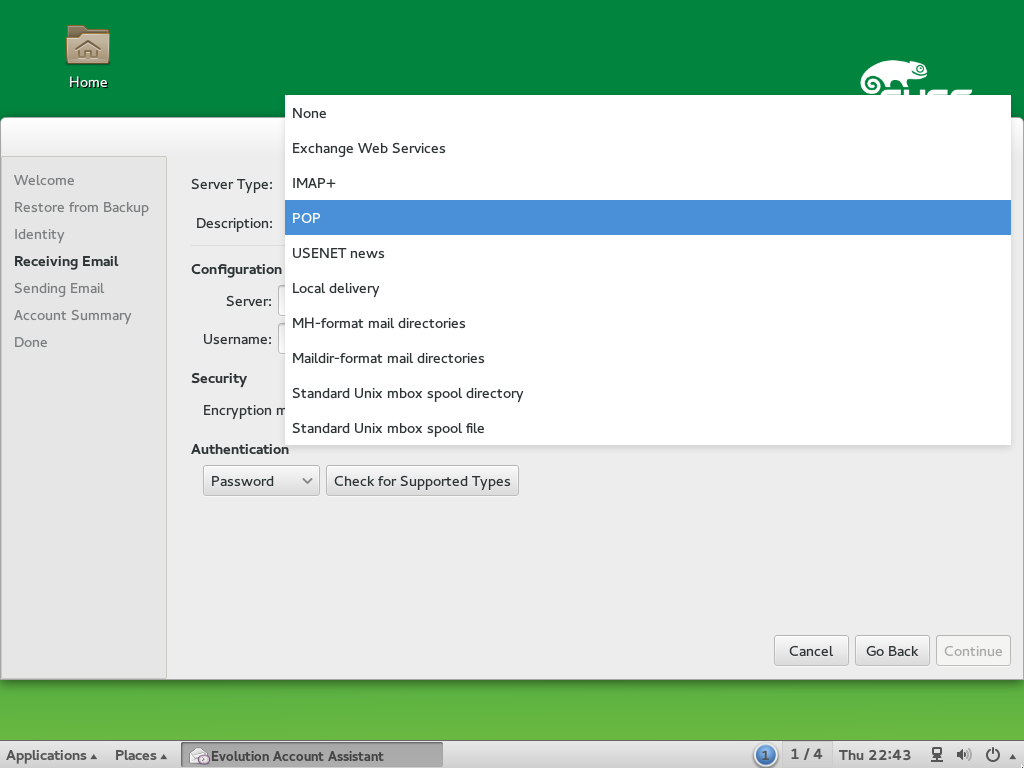 Home
None
Exchange Web Services
Welcome
Server Type:
IMAP+
Restore from Backup
Description:
POP
Identity
USENET news
Receiving Email
Configuration
Sending Email
Server:
Local delivery
Account Summary
MH-format mail directories
Done
Username:
Maildir-format mail directories
Security
Standard Unix mbox spool directory
Encryption m
Standard Unix mbox spool file
Authentication
Password
Check for Supported Types
Cancel
Go Back
Continue
Applications
Places
Evolution Account Assistant
1
1 / 4
Thu 22:43